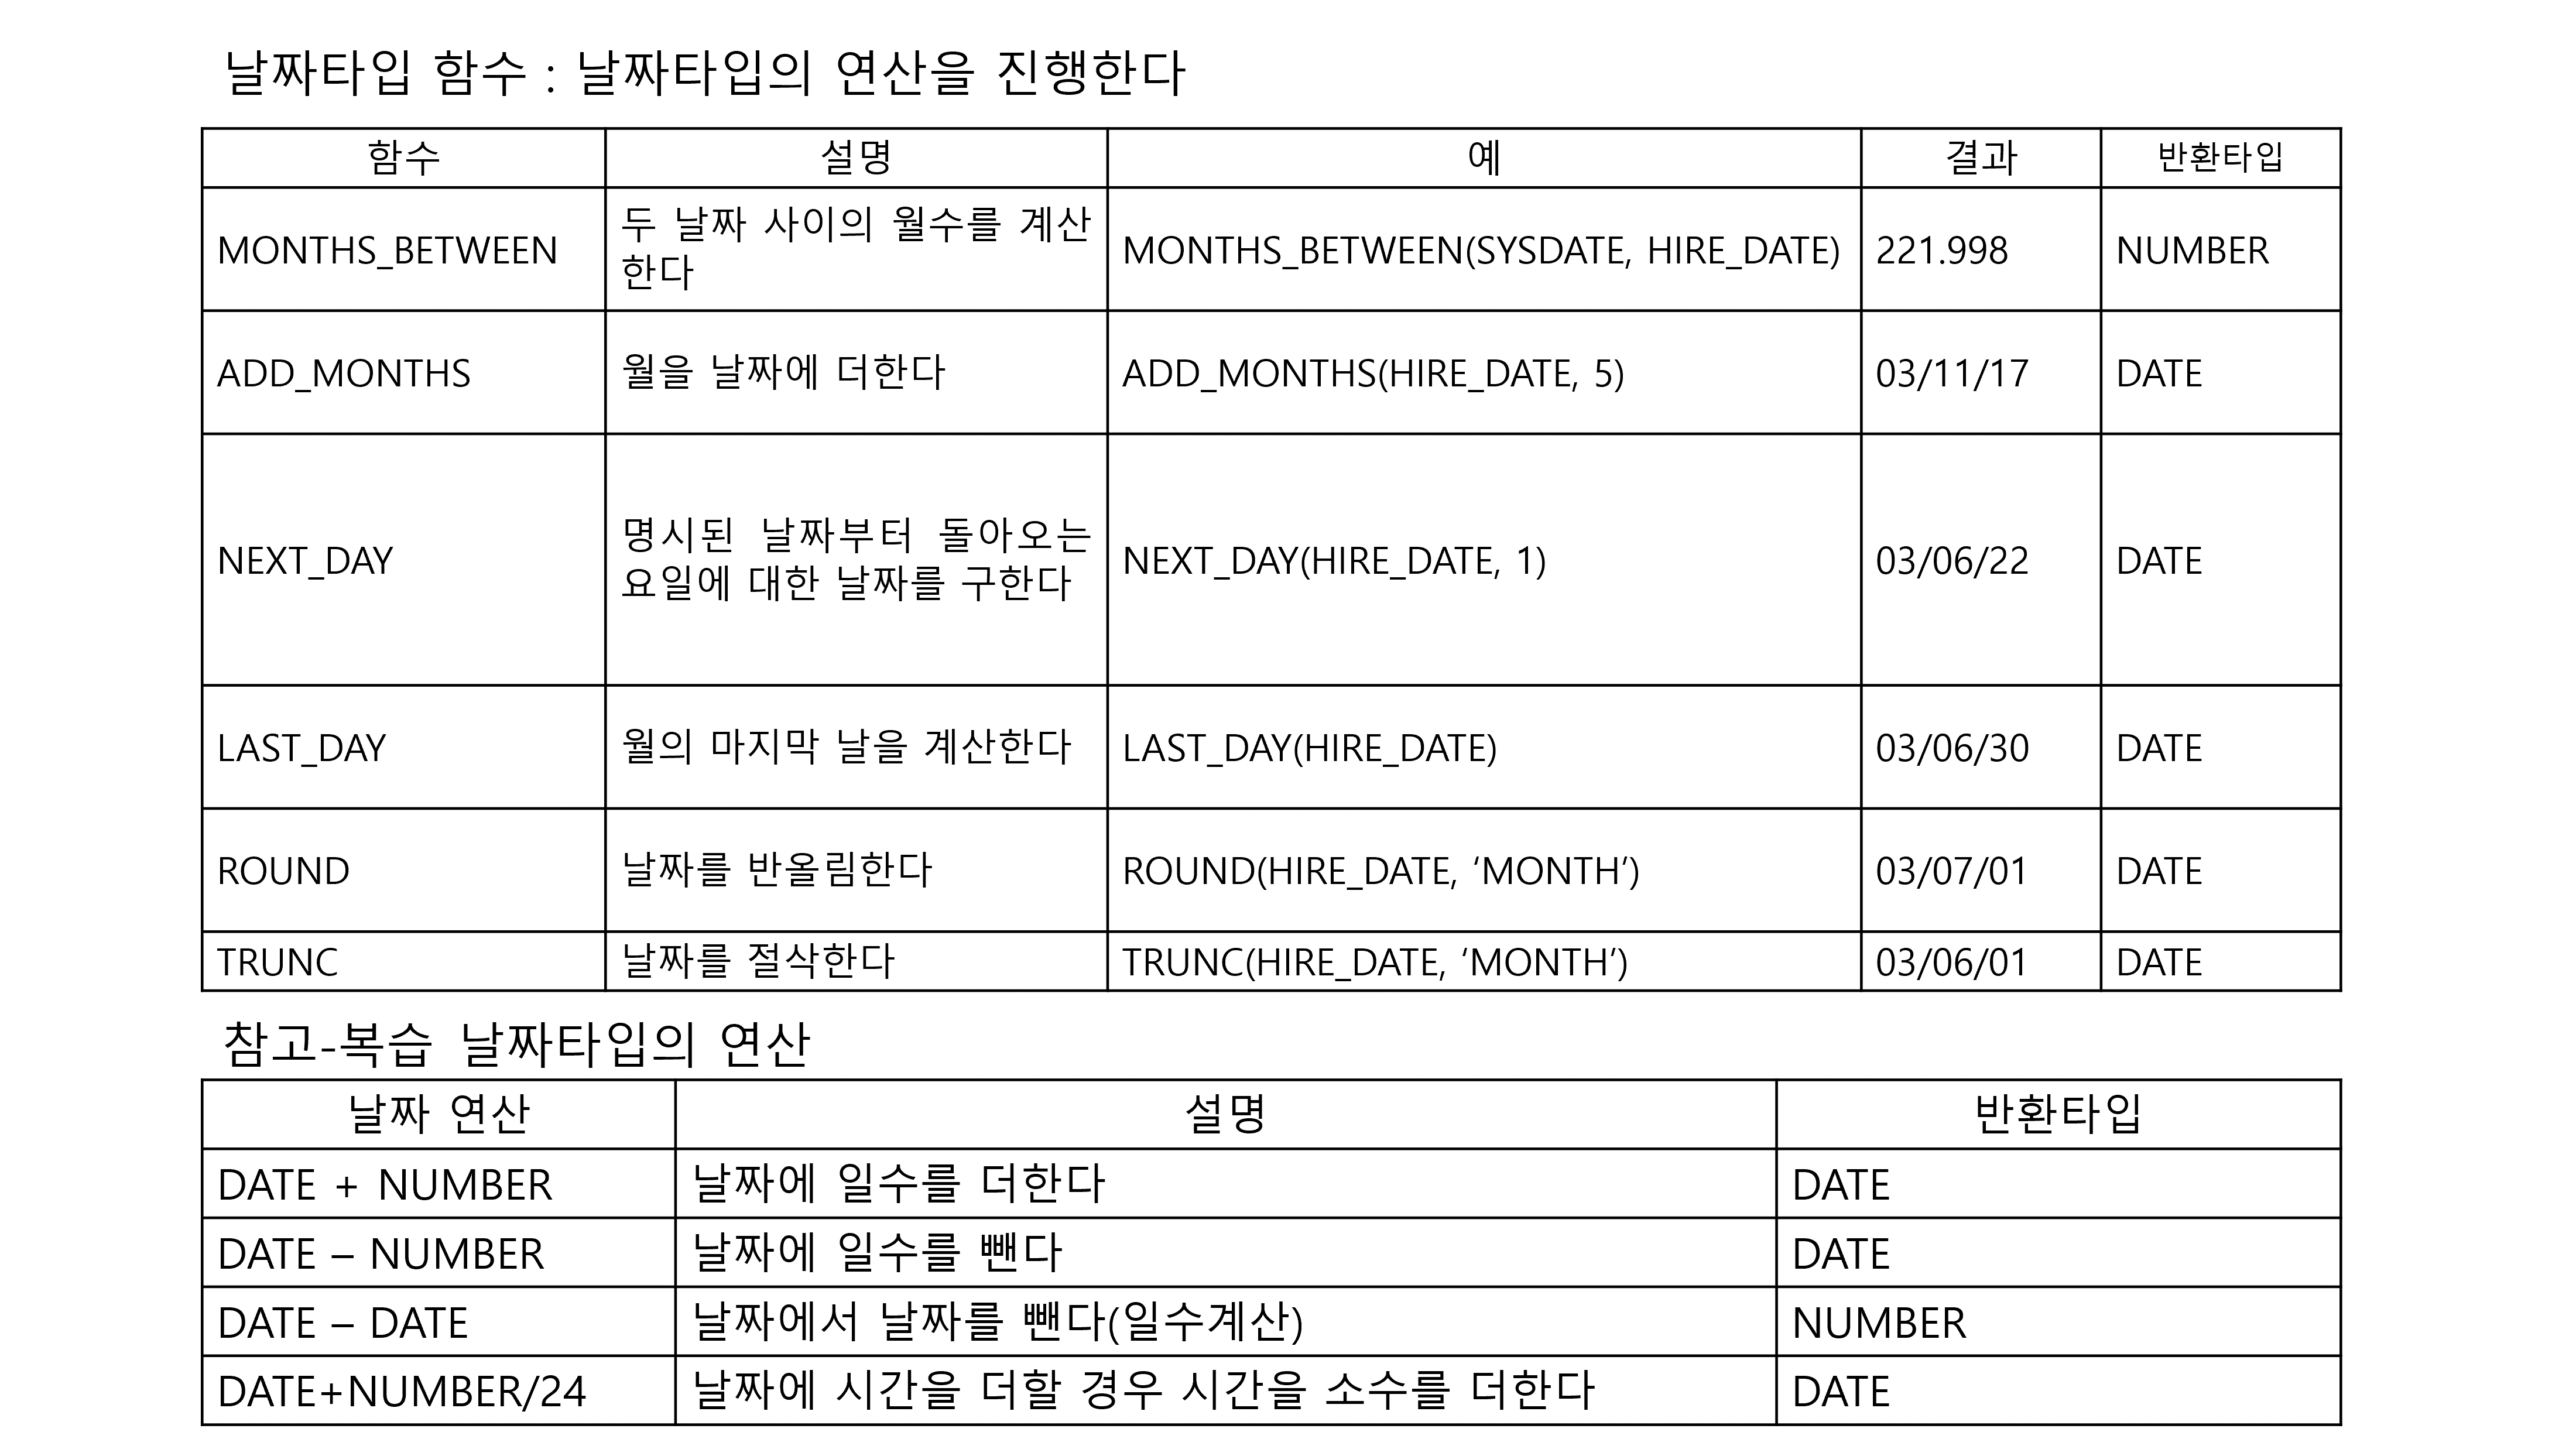 날짜타입 함수 : 날짜타입의 연산을 진행한다
함수 설명 예 결과 반환타입
MONTHS_BETWEEN 두 날짜 사이의 월수를 계산
한다 MONTHS_BETWEEN(SYSDATE, HIRE_DATE) 221.998 NUMBER
ADD_MONTHS 월을 날짜에 더한다 ADD_MONTHS(HIRE_DATE, 5) 03/11/17 DATE
NEXT_DAY 명시된 날짜부터 돌아오는
요일에 대한 날짜를 구한다 NEXT_DAY(HIRE_DATE, 1) 03/06/22 DATE
LAST_DAY 월의 마지막 날을 계산한다 LAST_DAY(HIRE_DATE) 03/06/30 DATE
ROUND 날짜를 반올림한다 ROUND(HIRE_DATE, ‘MONTH’) 03/07/01 DATE
TRUNC 날짜를 절삭한다 TRUNC(HIRE_DATE, ‘MONTH’) 03/06/01 DATE
참고-복습 날짜타입의 연산
날짜 연산 설명 반환타입
DATE + NUMBER 날짜에 일수를 더한다 DATE
DATE – NUMBER 날짜에 일수를 뺀다 DATE
DATE – DATE 날짜에서 날짜를 뺀다(일수계산) NUMBER
DATE+NUMBER/24 날짜에 시간을 더할 경우 시간을 소수를 더한다 DATE